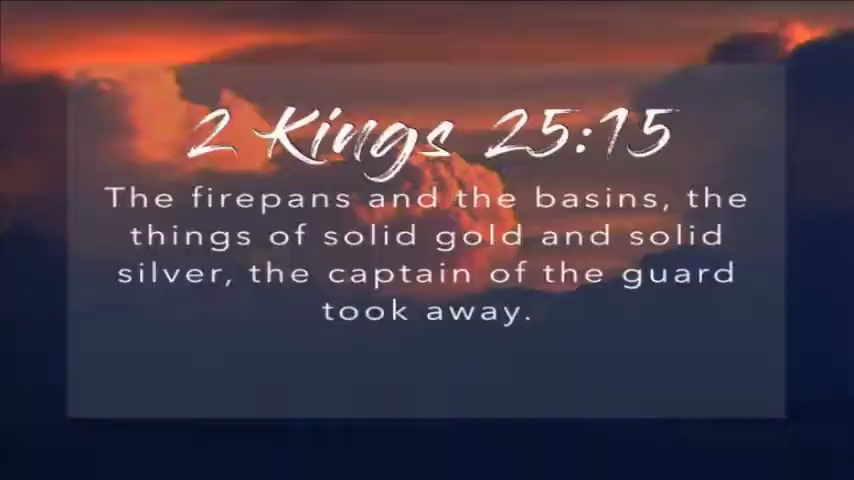 2 Kings 25:15
The firepans and the basins, the
things of solid gold and solid
silver, the captain of the guard
took away.